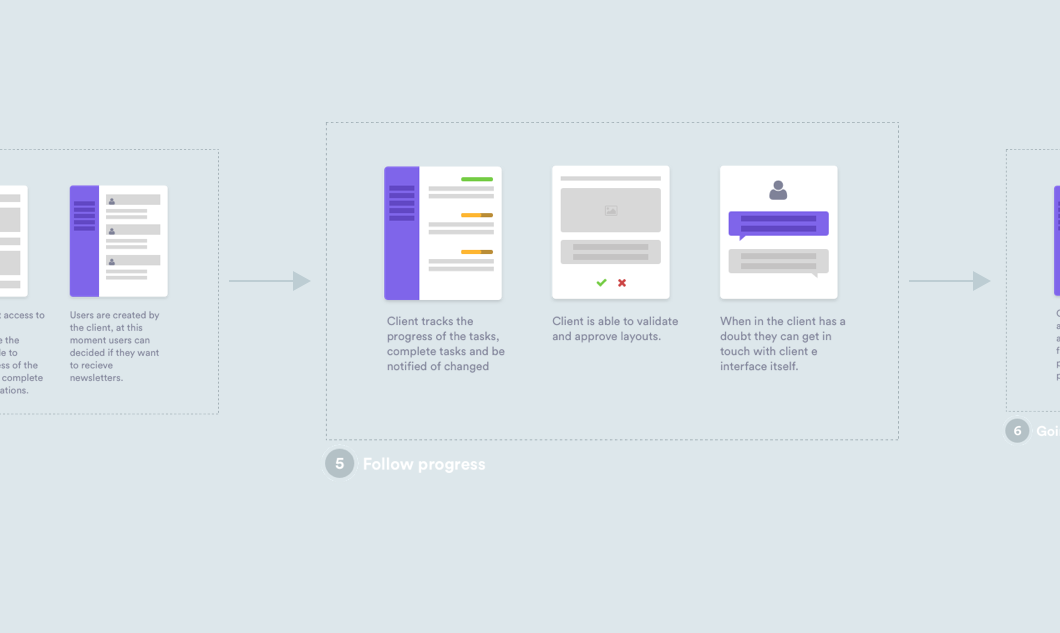 t access to
e the
le to
ess of the
complete
ations.
Users are created by
the client, at this
moment users can
decided if they want
to recieve
newsletters.
Client tracks the
progress of the tasks,
complete tasks and be
notified of changed
Client is able to validate
and approve layouts.
When in the client has a
doubt they can get in
touch with client e
interface itself.
5 Follow progress
6 Goi